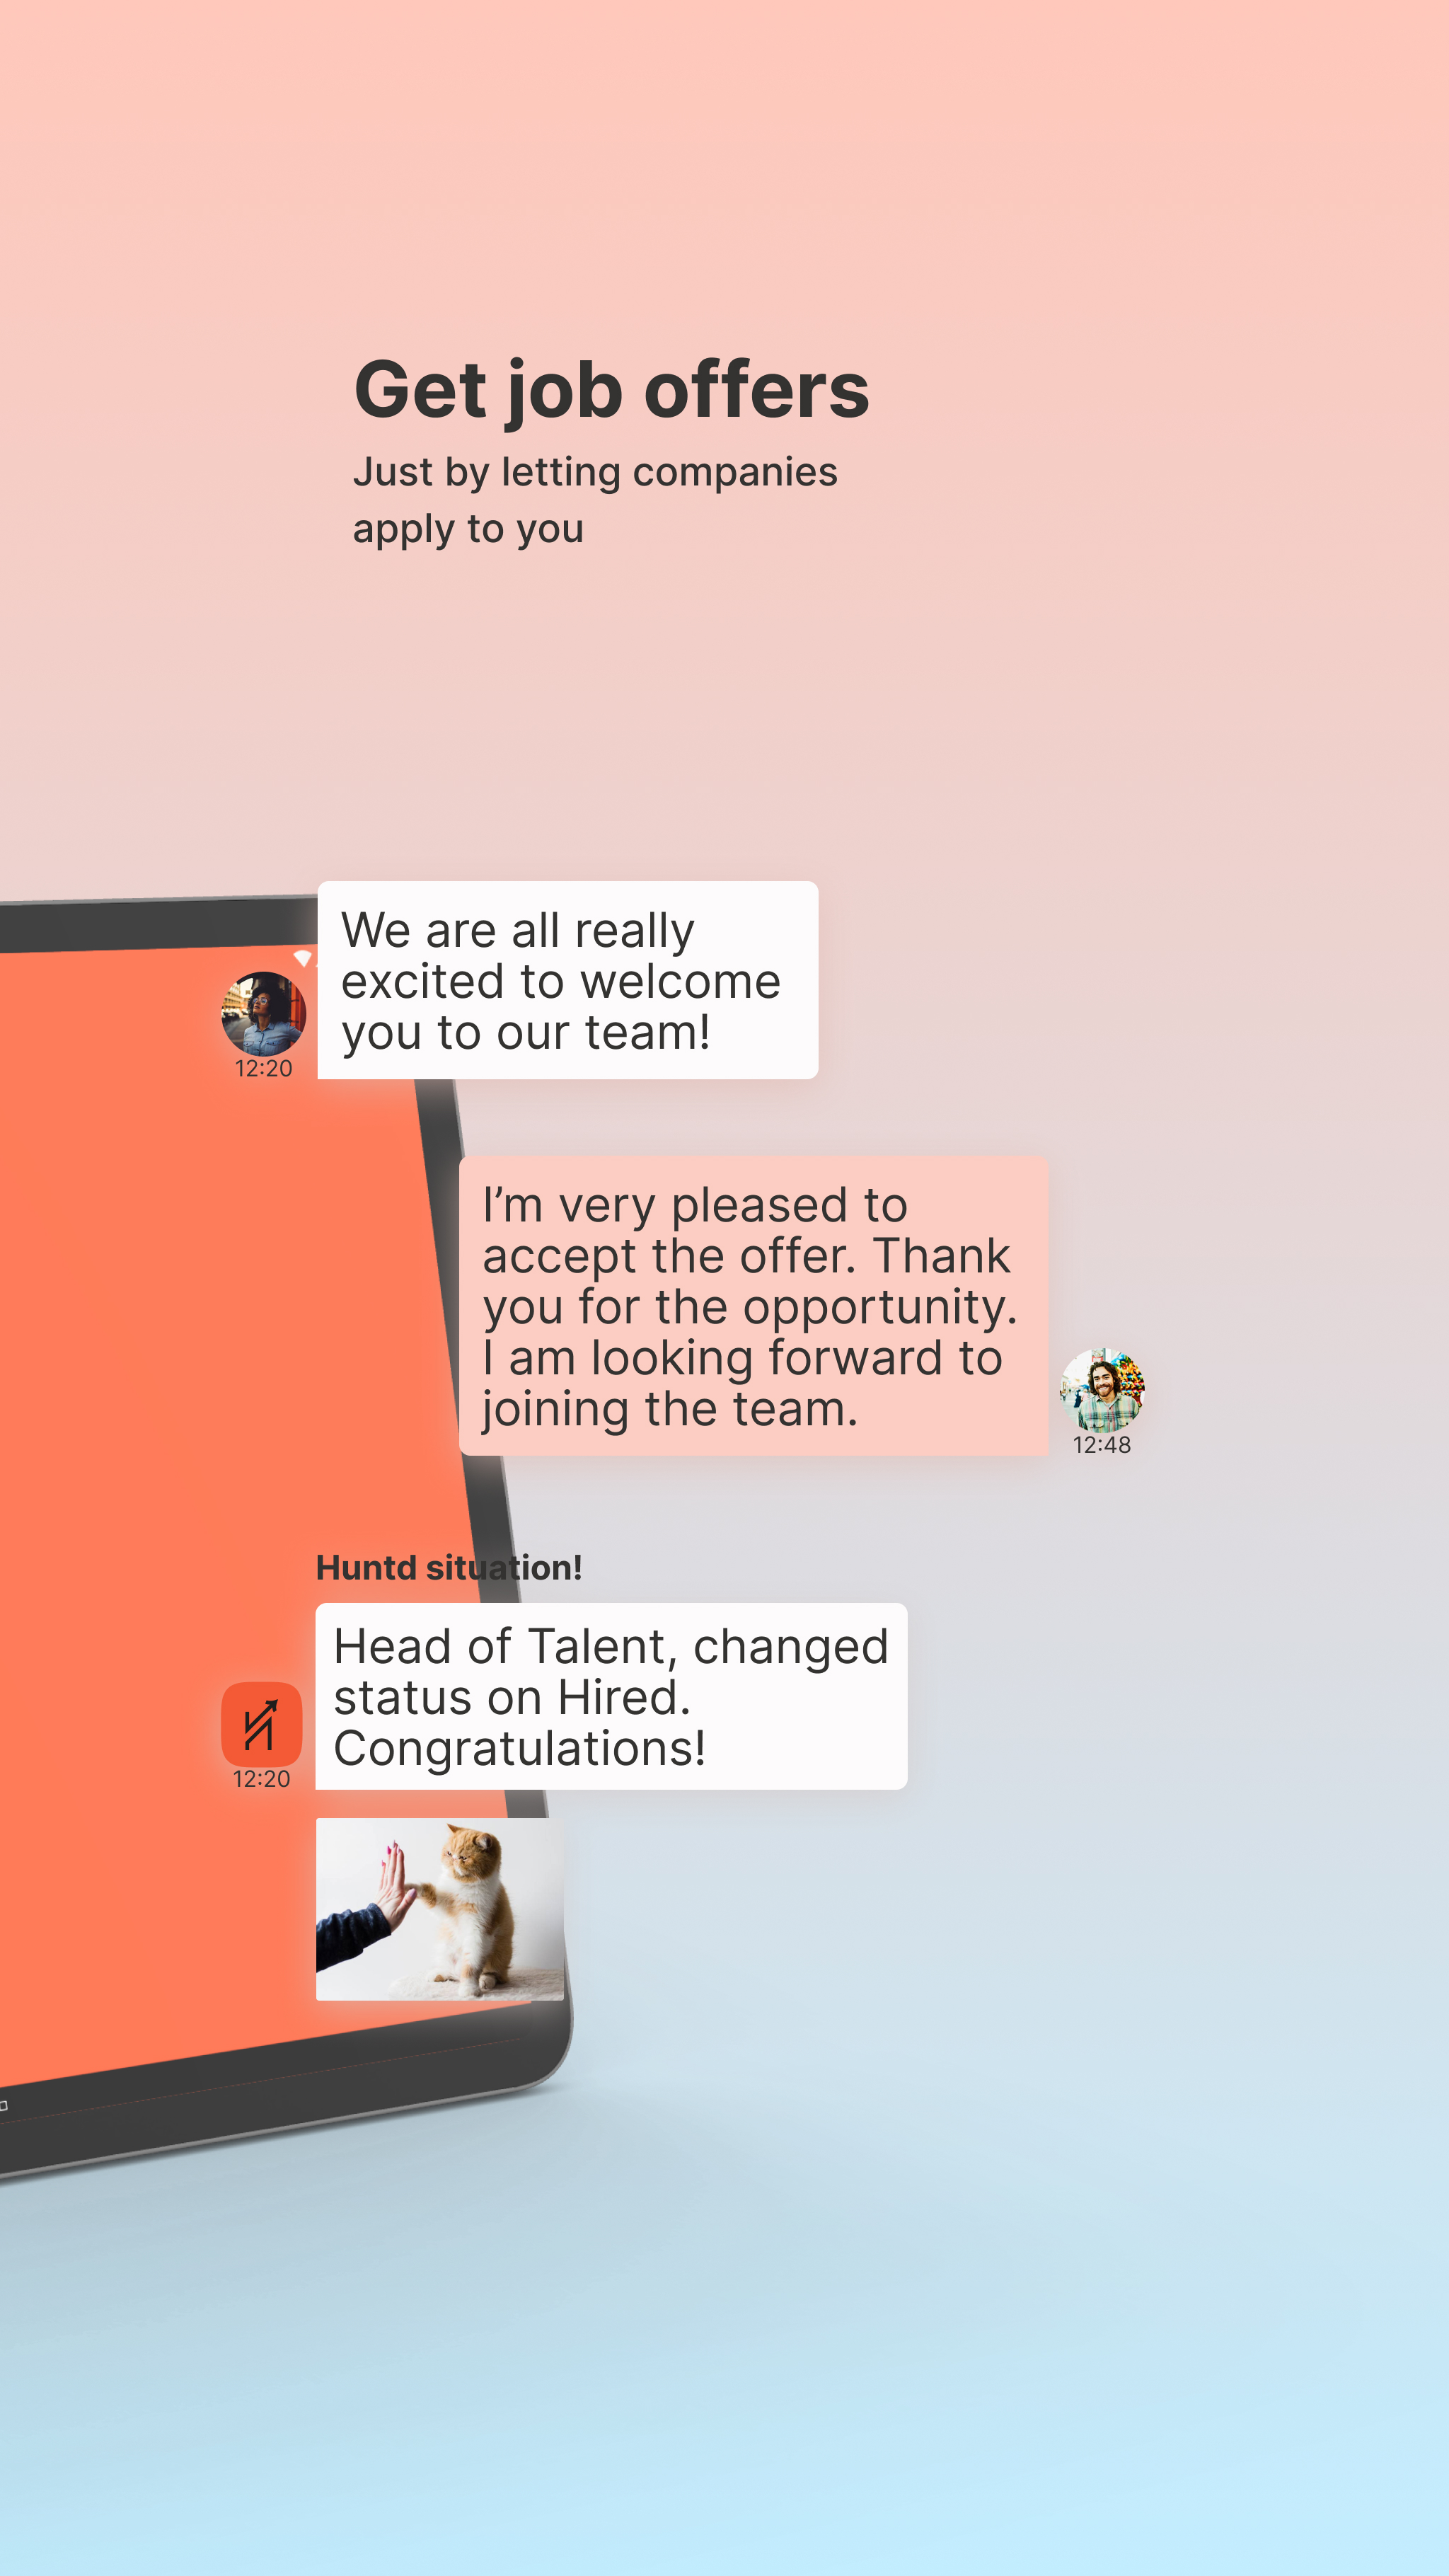 Get job offers
Just by letting companies
apply to you
We are all really
excited to welcome
you to our team!
12:20
I’m very pleased to
accept the offer. Thank
you for the opportunity.
I am looking forward to
joining the team.
12:48
Huntd situation!
Head of Talent, changed
status on Hired.
Congratulations!
12:20